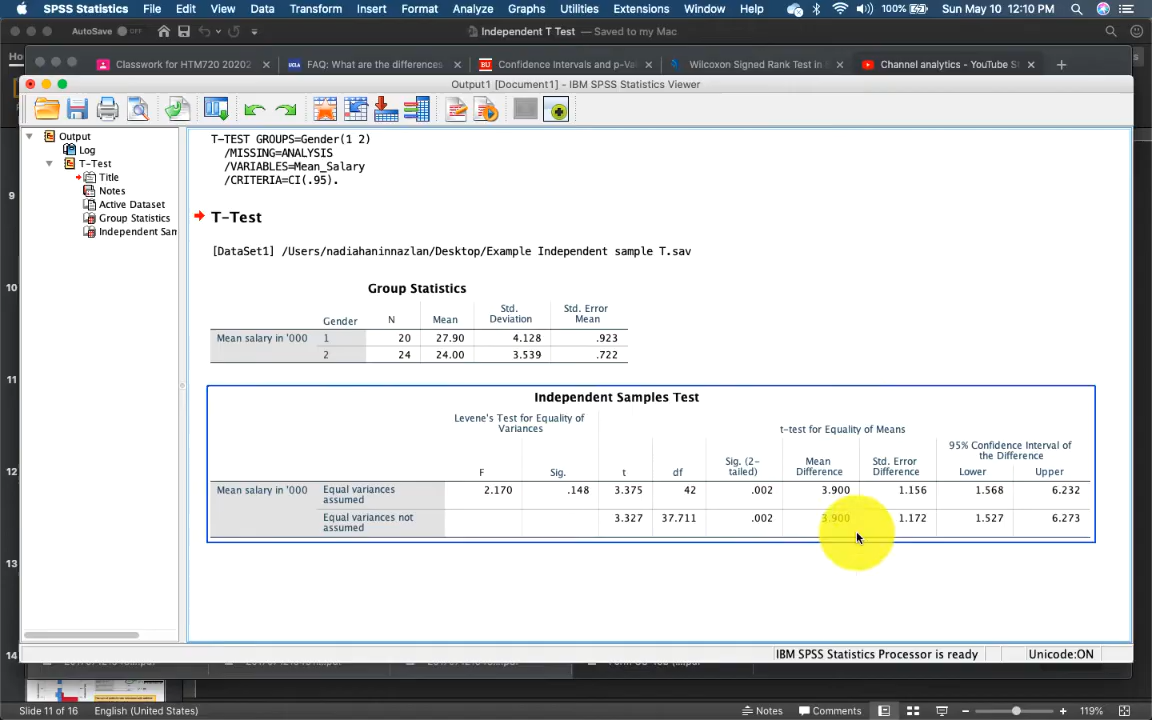 SPSS Statistics File Edit View Data Transform Insert Format Analyze Graphs Utilities Extensions Window Help 100% Sun May 10 12:10 PM
AutoSave OFF Independent T Test — Saved to my Mac
Classwork for HTM720 20202 × FAQ: What are the differences × Confidence Intervals and p-Val × Wilcoxon Signed Rank Test in × Channel analytics - YouTube S ×
Output1 [Document1] - IBM SPSS Statistics Viewer
Output
Log
T-Test
Title
Notes
Active Dataset
Group Statistics
Independent Sam
T-TEST GROUPS=Gender(1 2)
/MISSING=ANALYSIS
/VARIABLES=Mean_Salary
/CRITERIA=CI(.95).
T-Test
[DataSet1] /Users/nadiahaninnazlan/Desktop/Example Independent sample T.sav
Group Statistics
Gender N Mean Std. Deviation Std. Error Mean
Mean salary in '000 1 20 27.90 4.128 .923
2 24 24.00 3.539 .722
Independent Samples Test
Levene's Test for Equality of Variances
t-test for Equality of Means
95% Confidence Interval of the Difference
F Sig. t df Sig. (2-tailed) Mean Difference Std. Error Difference Lower Upper
Mean salary in '000 Equal variances assumed 2.170 .148 3.375 42 .002 3.900 1.156 1.568 6.232
Equal variances not assumed 3.327 37.711 .002 3.900 1.172 1.527 6.273
9
10
11
12
13
14
IBM SPSS Statistics Processor is ready Unicode:ON
Slide 11 of 16 English (United States) Notes Comments 119%